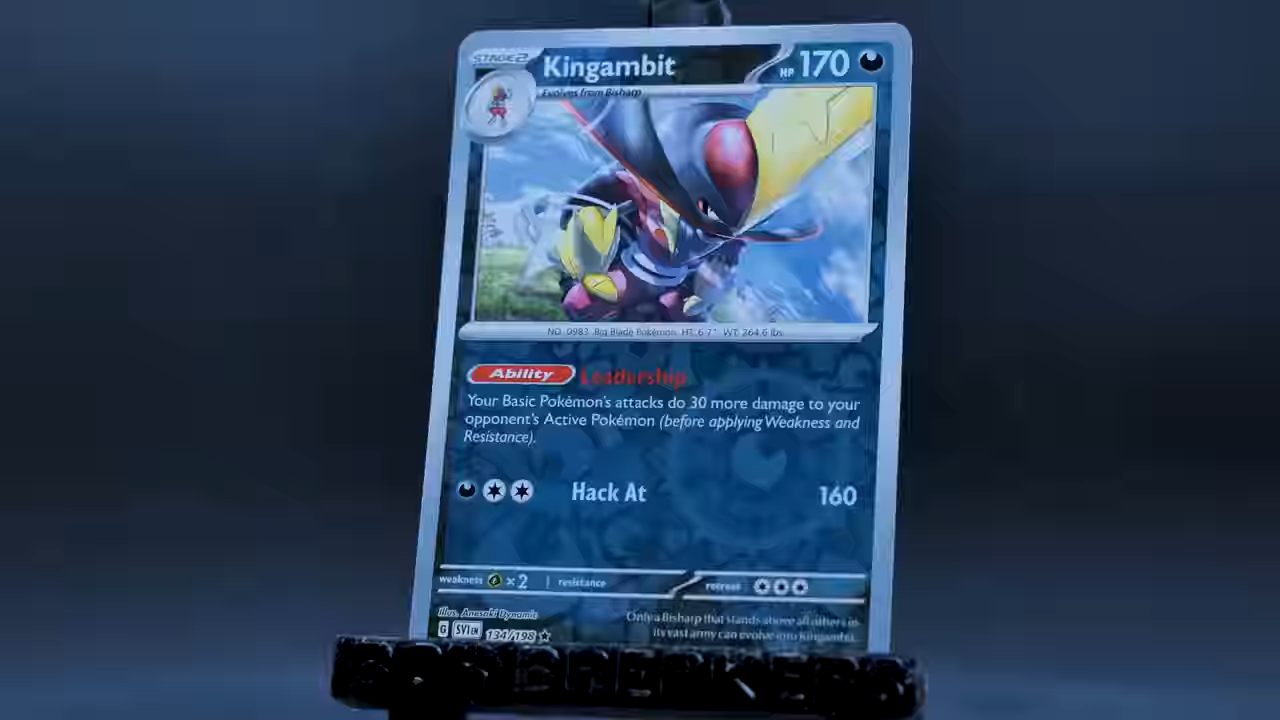 STAGE2
Kingambit
HP 170
Evolves from Bisharp
NO. 0983 Big Blade Pokémon HT: 6'7" WT: 264.6 lbs.
Ability Leadership
Your Basic Pokémon's attacks do 30 more damage to your
opponent's Active Pokémon (before applying Weakness and
Resistance).
Hack At 160
weakness ×2 resistance retreat
Illus. Anesaki Dynamic
Only a Bisharp that stands above all others in
its vast army can evolve into Kingambit.
G SVI EN 134/198